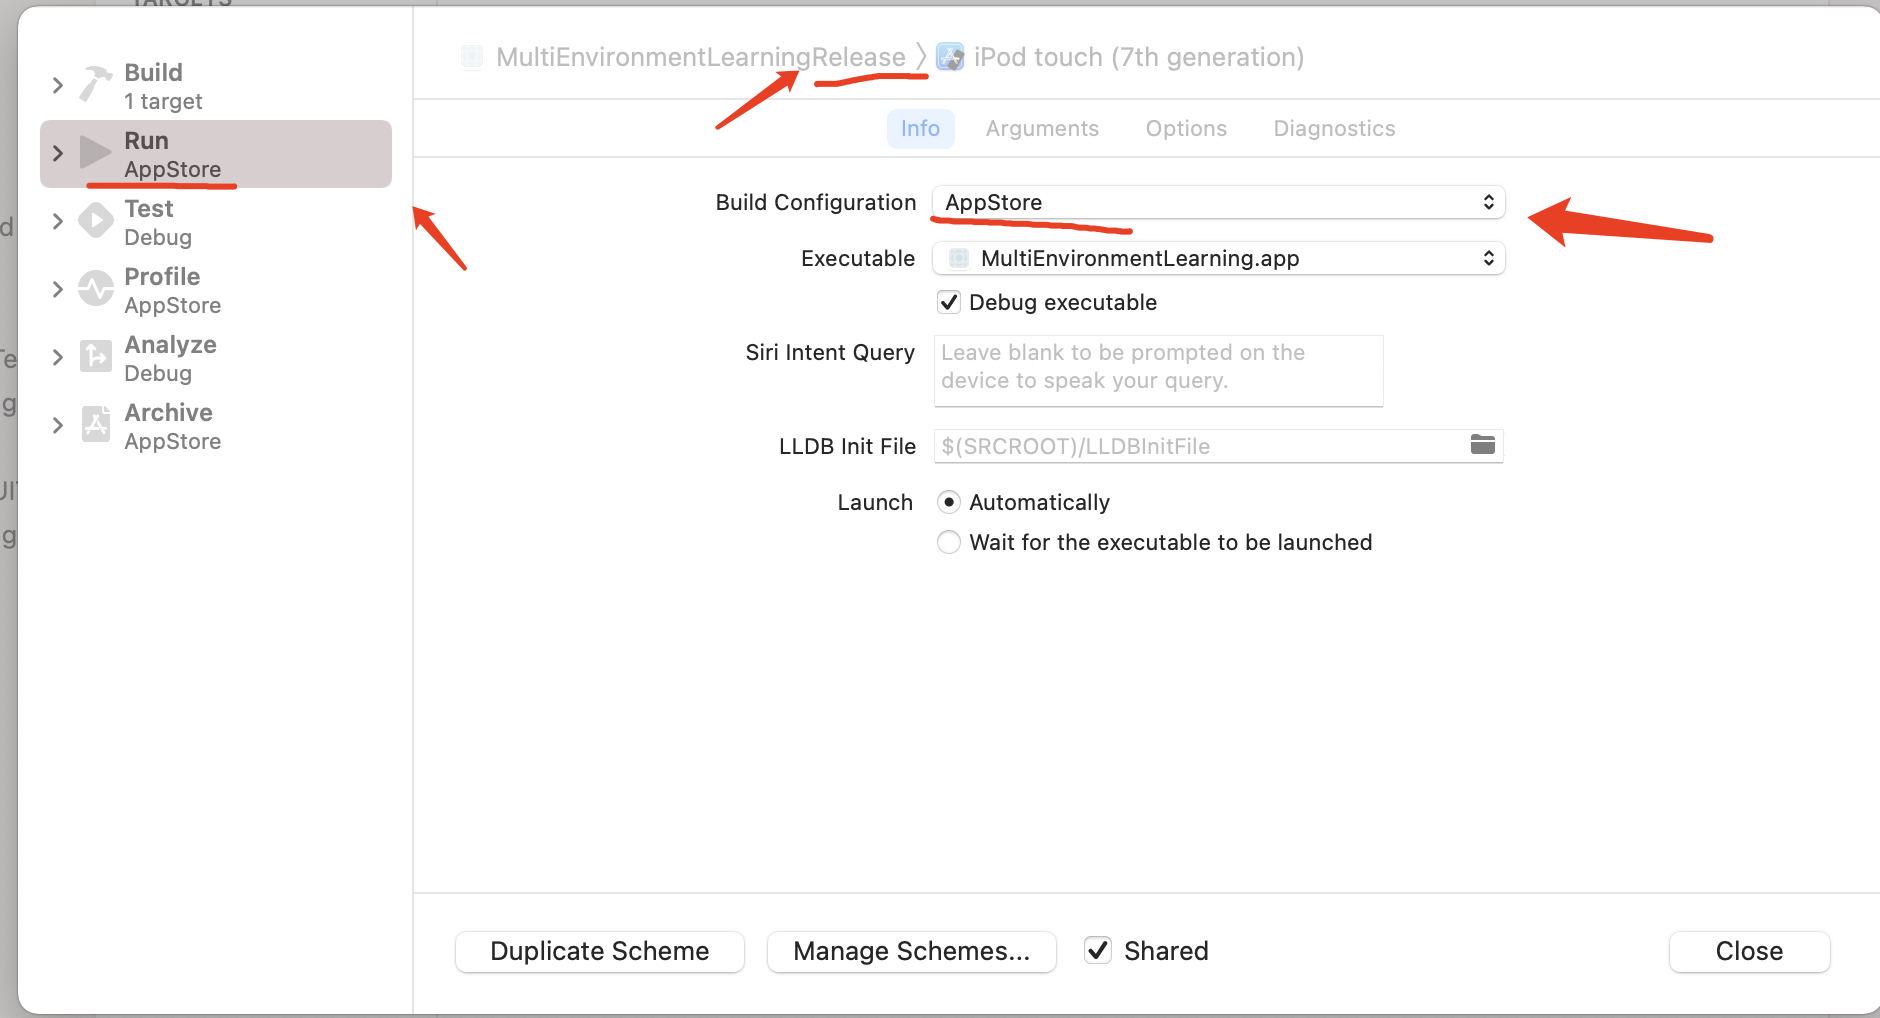 TARGETS
Build
1 target
Run
AppStore
Test
Debug
Profile
AppStore
Analyze
Debug
Archive
AppStore
MultiEnvironmentLearningRelease 〉 iPod touch (7th generation)
Info Arguments Options Diagnostics
Build Configuration AppStore
Executable MultiEnvironmentLearning.app
Debug executable
Siri Intent Query Leave blank to be prompted on the
device to speak your query.
LLDB Init File $(SRCROOT)/LLDBInitFile
Launch Automatically
Wait for the executable to be launched
Duplicate Scheme Manage Schemes... Shared Close